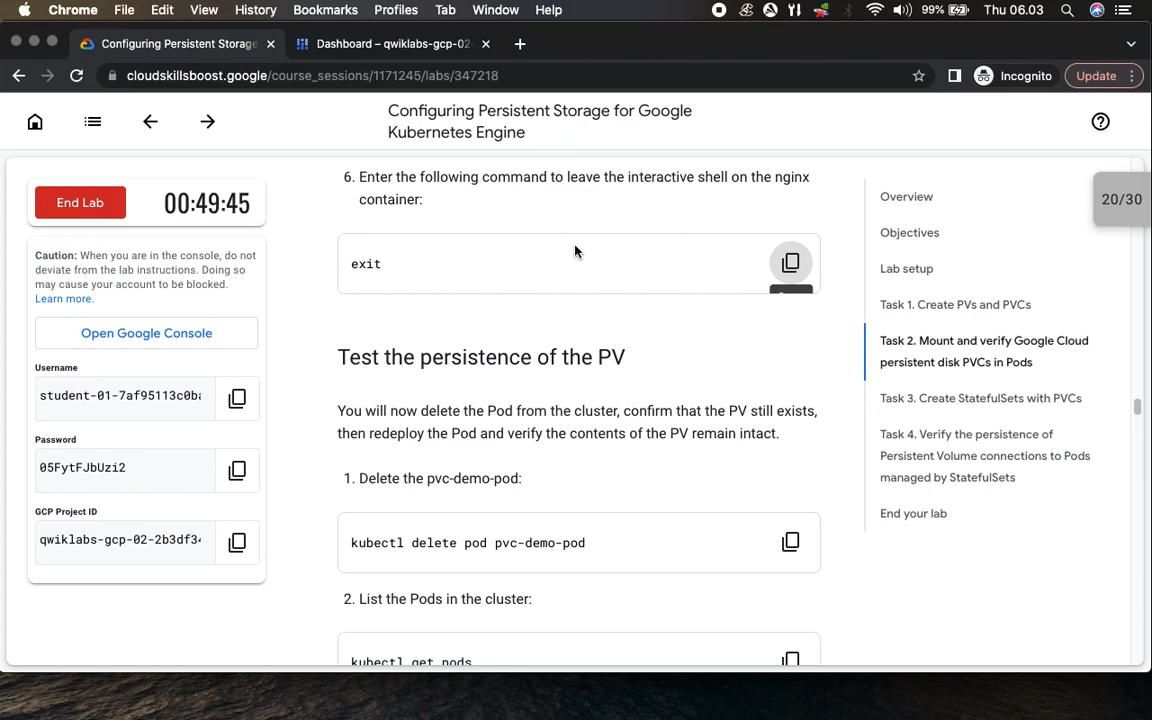 Chrome File Edit View History Bookmarks Profiles Tab Window Help 99% Thu 06.03
Configuring Persistent Storage Dashboard – qwiklabs-gcp-02
cloudskillsboost.google/course_sessions/1171245/labs/347218 Incognito Update
Configuring Persistent Storage for Google
Kubernetes Engine
End Lab 00:49:45
Caution: When you are in the console, do not
deviate from the lab instructions. Doing so
may cause your account to be blocked.
Learn more.
Open Google Console
Username
student-01-7af95113c0b
Password
05FytFJbUzi2
GCP Project ID
qwiklabs-gcp-02-2b3df3
6. Enter the following command to leave the interactive shell on the nginx
container:
exit
Test the persistence of the PV
You will now delete the Pod from the cluster, confirm that the PV still exists,
then redeploy the Pod and verify the contents of the PV remain intact.
1. Delete the pvc-demo-pod:
kubectl delete pod pvc-demo-pod
2. List the Pods in the cluster:
kubectl get pods
Overview
Objectives
Lab setup
Task 1. Create PVs and PVCs
Task 2. Mount and verify Google Cloud
persistent disk PVCs in Pods
Task 3. Create StatefulSets with PVCs
Task 4. Verify the persistence of
Persistent Volume connections to Pods
managed by StatefulSets
End your lab
20/30